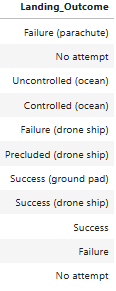 Landing_Outcome
Failure (parachute)
No attempt
Uncontrolled (ocean)
Controlled (ocean)
Failure (drone ship)
Precluded (drone ship)
Success (ground pad)
Success (drone ship)
Success
Failure
No attempt